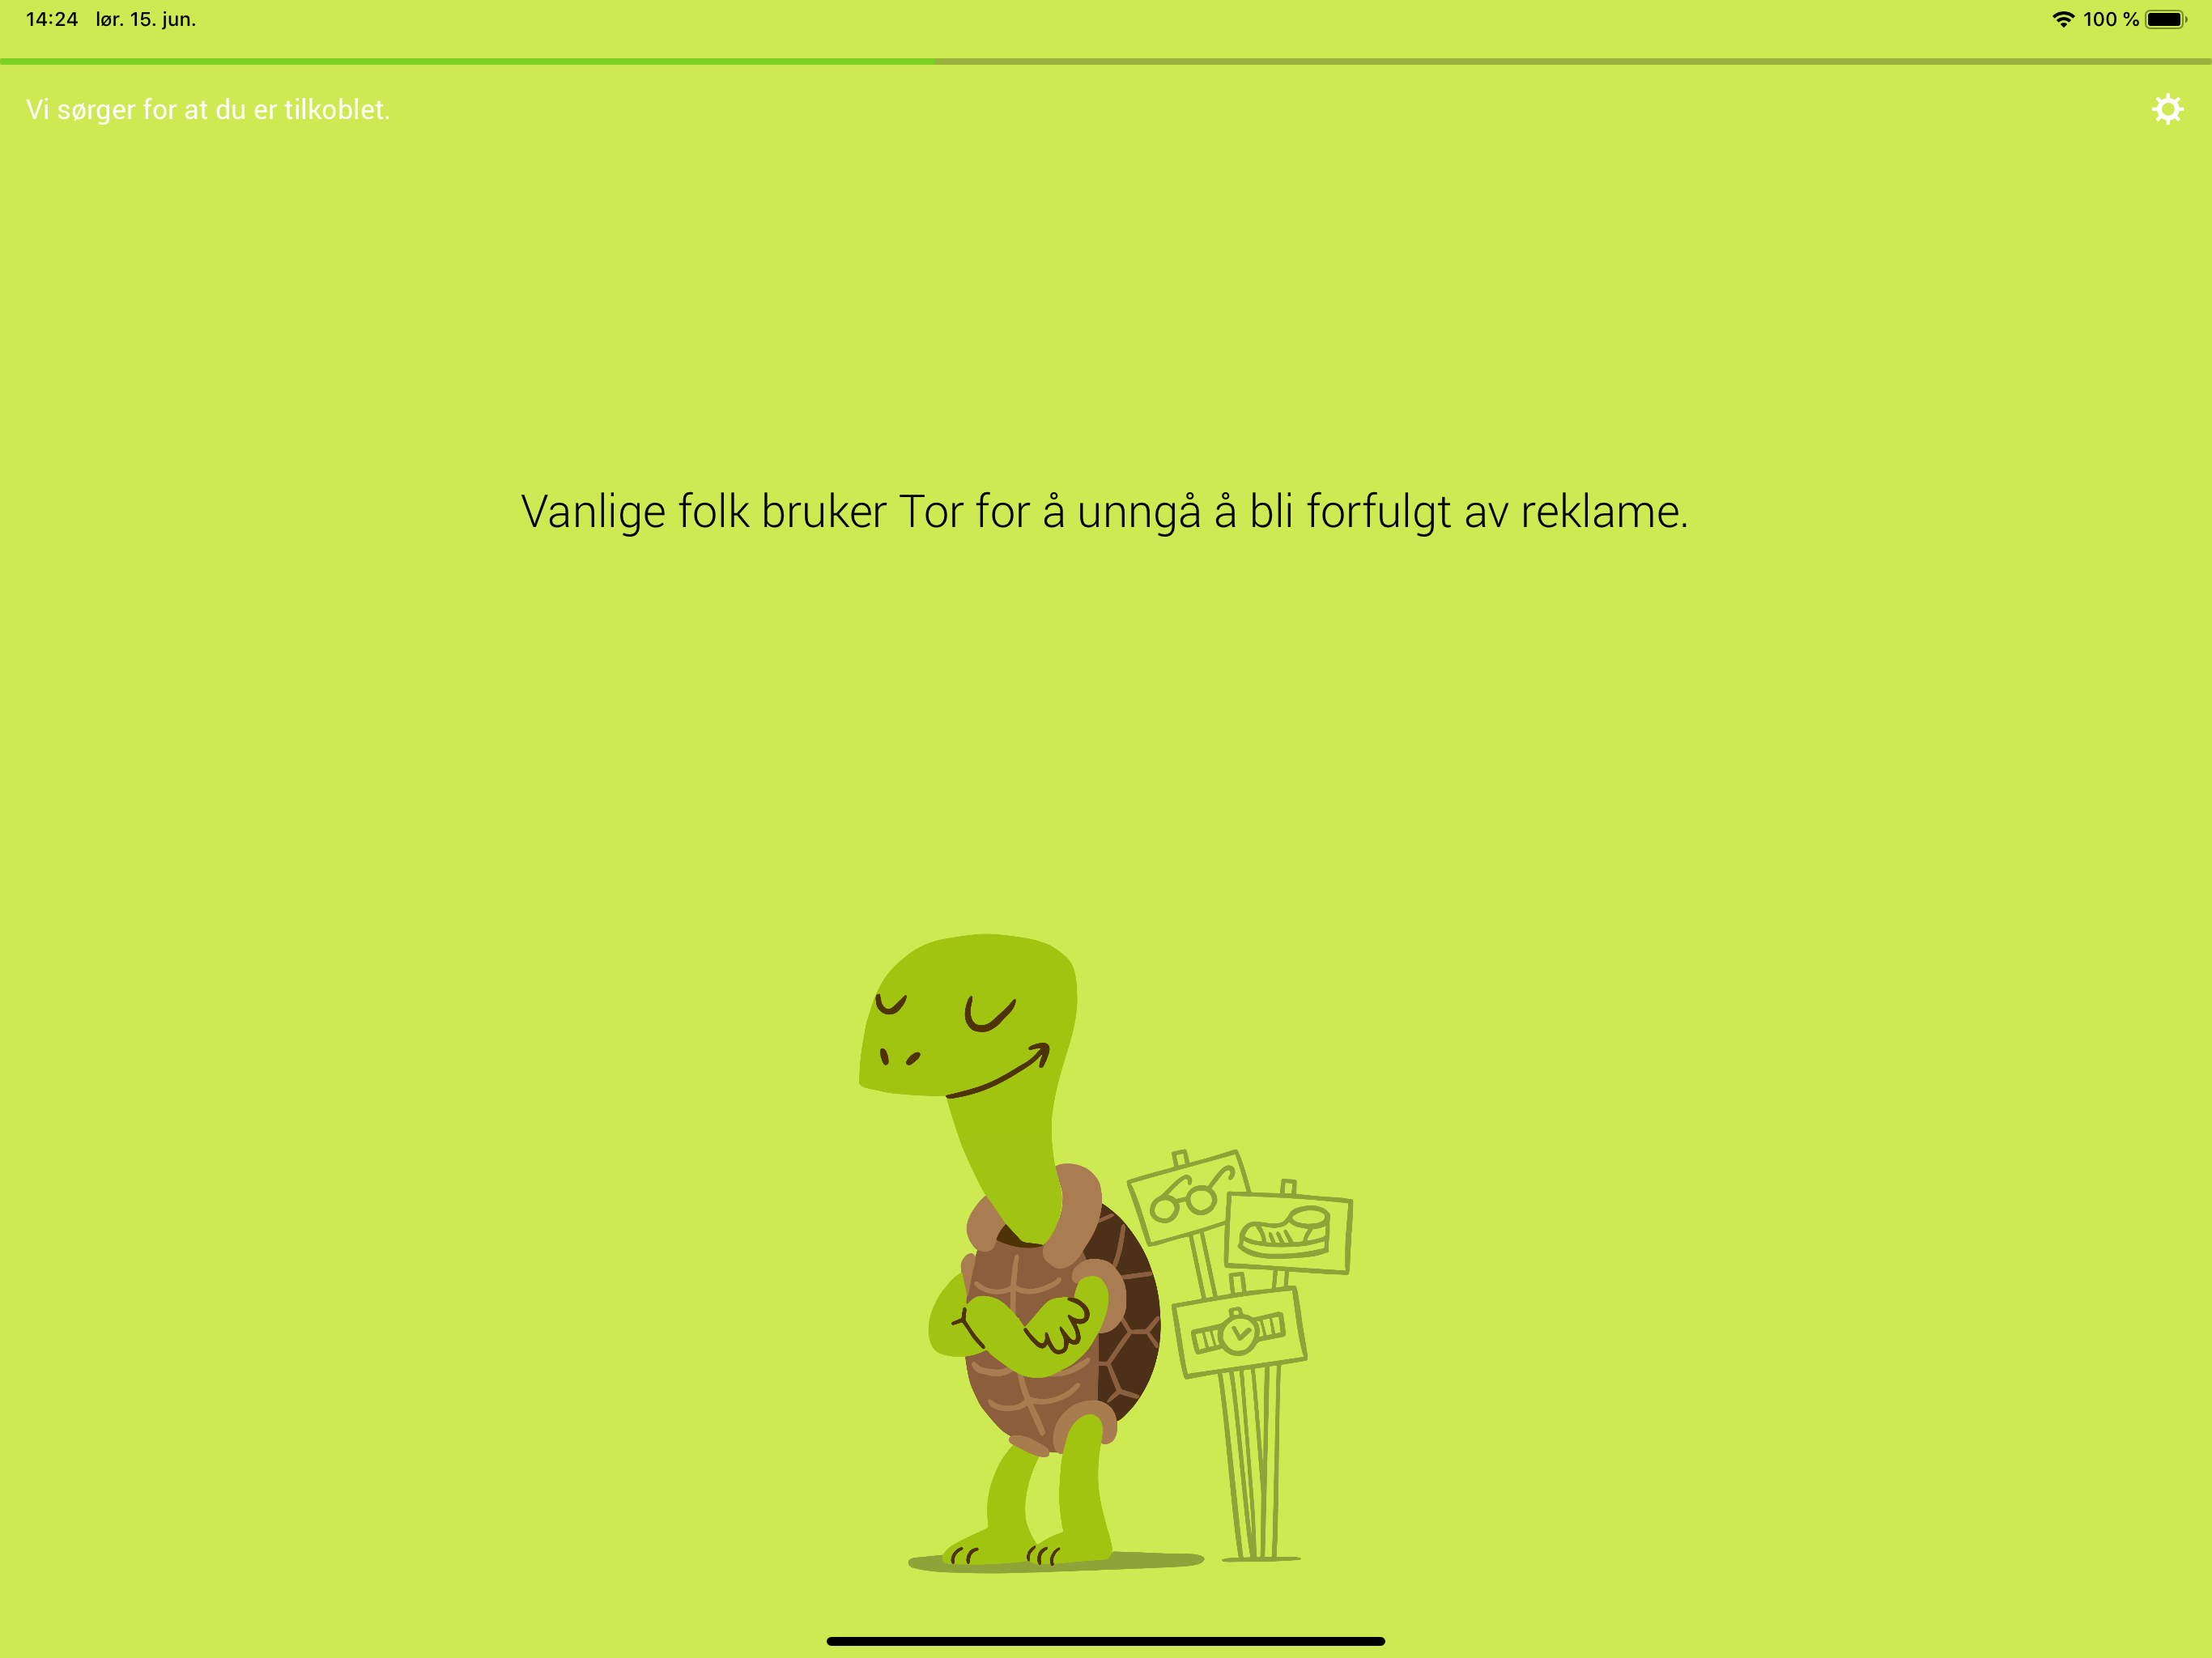 14:24 lør. 15. jun.
100 %
Vi sørger for at du er tilkoblet.
Vanlige folk bruker Tor for å unngå å bli forfulgt av reklame.